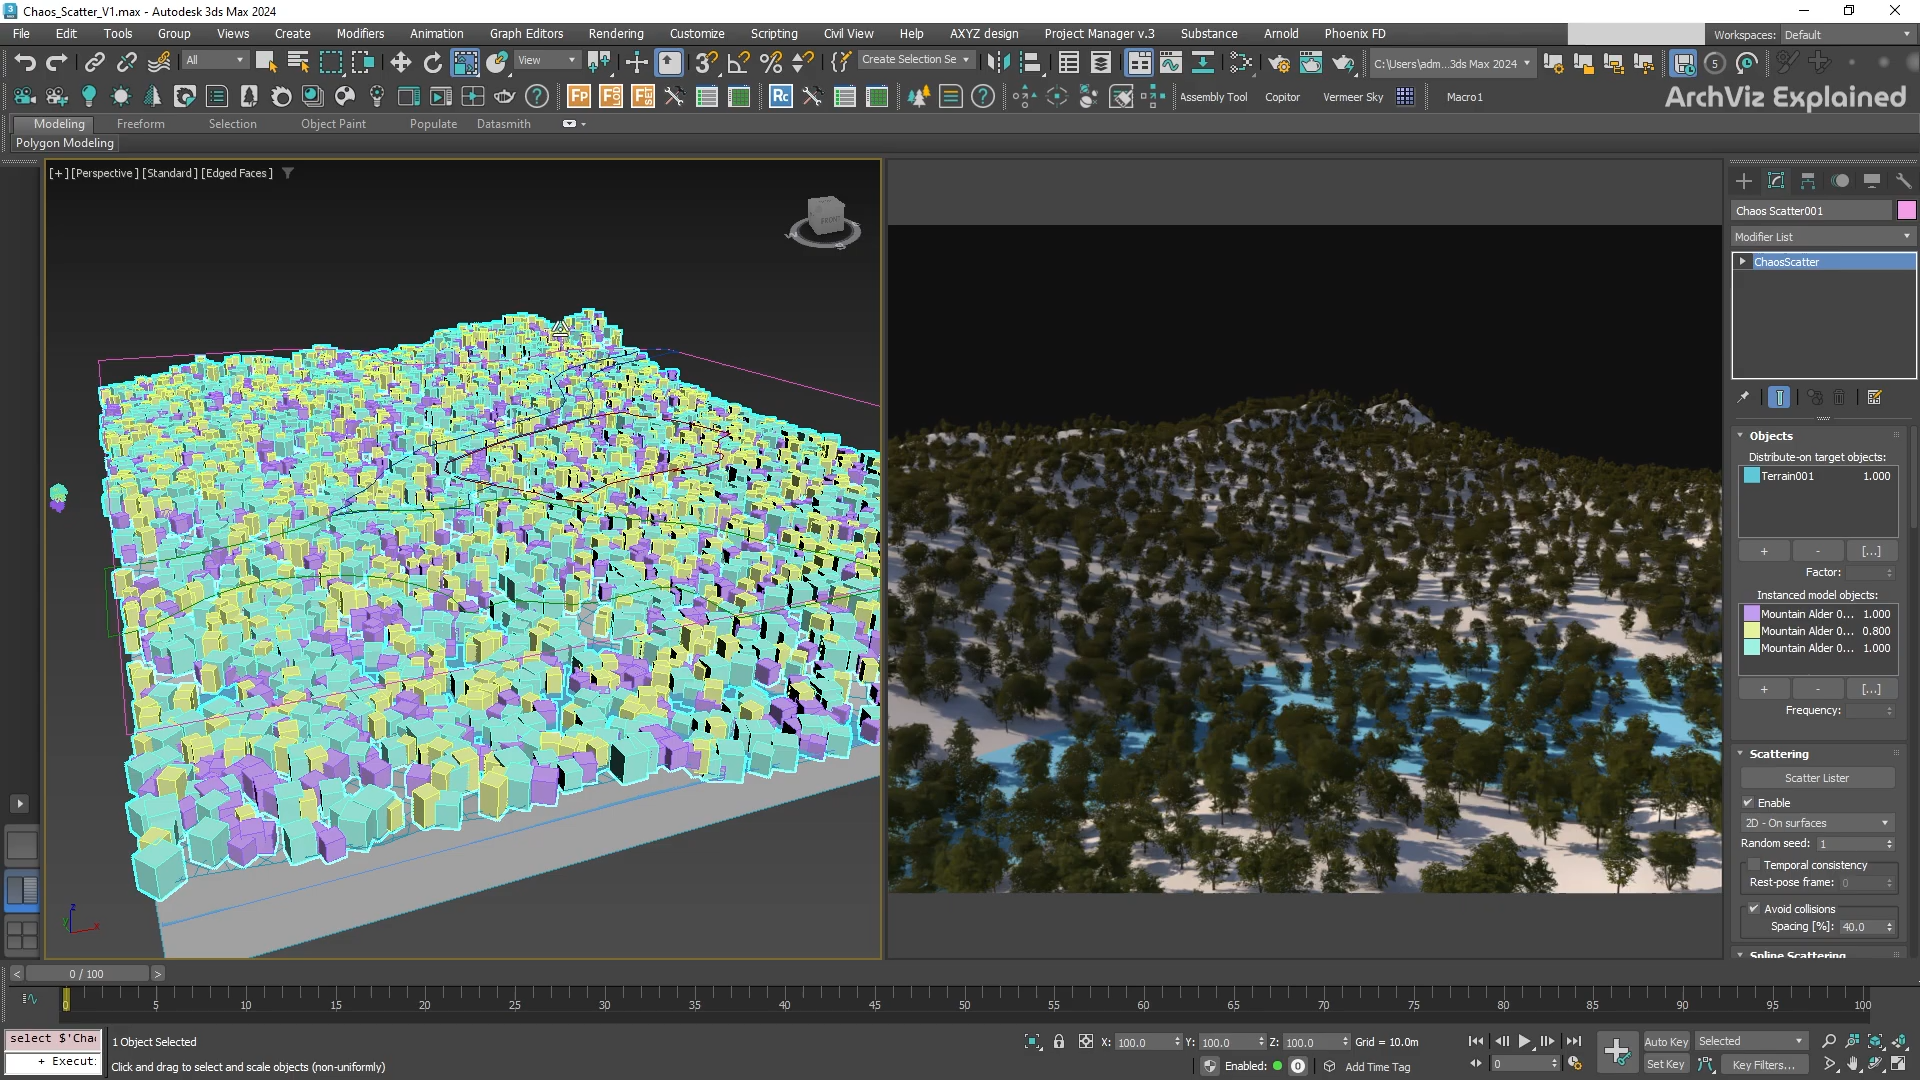 Chaos_Scatter_V1.max - Autodesk 3ds Max 2024
File Edit Tools Group Views Create Modifiers Animation Graph Editors Rendering Customize Scripting Civil View Help AXYZ design Project Manager v.3 Substance Arnold Phoenix FD Workspaces: Default
All View Create Selection Se C:\Users\adm...3ds Max 2024 5
Fp Rc Assembly Tool Copitor Vermeer Sky Macro1 ArchViz Explained
Modeling Freeform Selection Object Paint Populate Datasmith
Polygon Modeling
[+] [Perspective ] [Standard ] [Edged Faces ]
FRONT
Chaos Scatter001
Modifier List
ChaosScatter
Objects
Distribute-on target objects:
Terrain001 1.000
+ - [...]
Factor:
Instanced model objects:
Mountain Alder 0... 1.000
Mountain Alder 0... 0.800
Mountain Alder 0... 1.000
+ - [...]
Frequency:
Scattering
Scatter Lister
Enable
2D - On surfaces
Random seed: 1
Temporal consistency
Rest-pose frame: 0
Avoid collisions
Spacing [%]: 40.0
Spline Scattering
z y x
< 0 / 100 >
0 5 10 15 20 25 30 35 40 45 50 55 60 65 70 75 80 85 90 95 100
select $'Chao
+ Executi
1 Object Selected
Click and drag to select and scale objects (non-uniformly)
X: 100.0 Y: 100.0 Z: 100.0 Grid = 10.0m
Enabled: 0 Add Time Tag
0
Auto Key Selected
Set Key Key Filters...